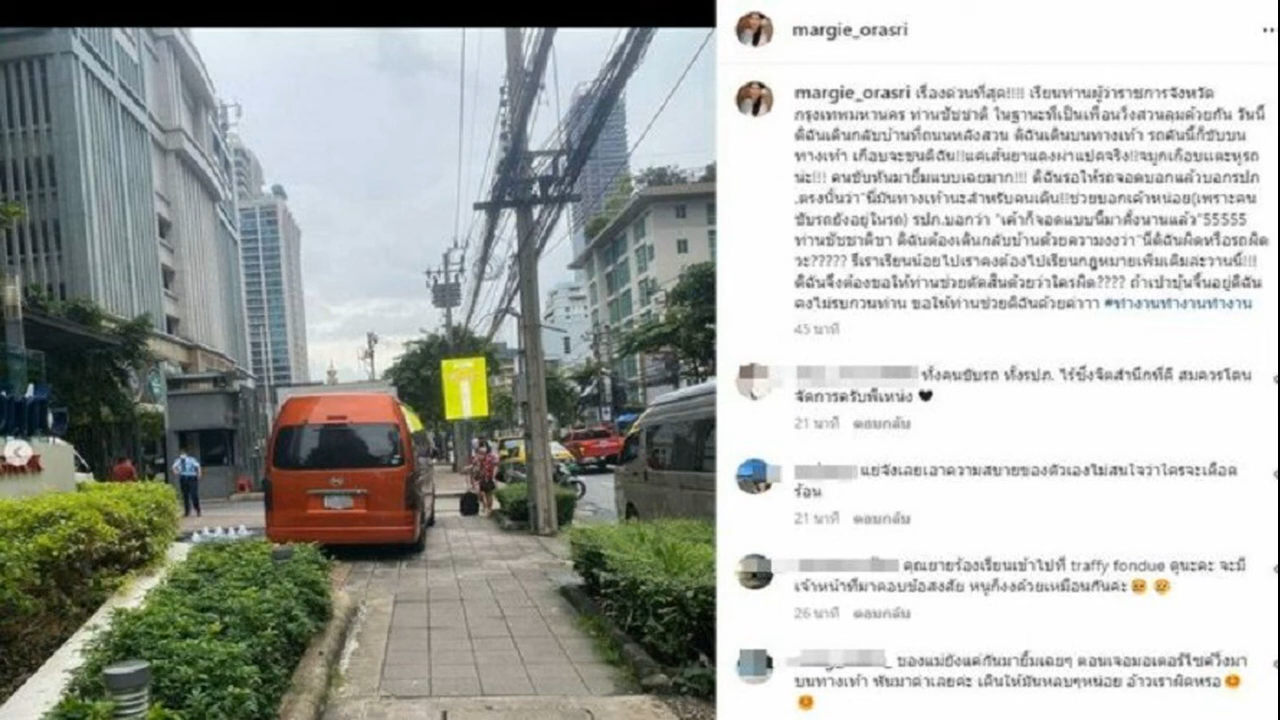 margie_orasri
margie_orasri เรื่องด่วนที่สุด!!!! เรียนท่านผู้ว่าราชการจังหวัด
กรุงเทพมหานคร ท่านชัชชาติ ในฐานะที่เป็นเพื่อนวิ่งสวนลุมด้วยกัน วันนี้
ดิฉันเดินกลับบ้านที่ถนนหลังสวน ดิฉันเดินบนทางเท้า รถคันนี้ก็ขับบน
ทางเท้า เกือบจะชนดิฉัน!!แค่เส้นยาแดงผ่าแปดจริง!!จมูกเกือบแตะหูรถ
น่ะ!!! คนขับหันมายิ้มแบบเฉยมาก!!! ดิฉันรอให้รถจอดบอกแล้วบอกรปภ
.ตรงนั้นว่า"นี่มันทางเท้านะสำหรับคนเดิน!!ช่วยบอกเค้าหน่อย(เพราะคน
ขับรถยังอยู่ในรถ) รปภ.บอกว่า "เค้าก็จอดแบบนี้มาตั้งนานแล้ว"55555
ท่านชัชชาติขา ดิฉันต้องเดินกลับบ้านด้วยความงงว่า"นี่ดิฉันผิดหรือรถผิด
วะ????? รึเราเรียนน้อยไปเราคงต้องไปเรียนกฎหมายเพิ่มเติมล่ะวานนี้!!!
ดิฉันจึงต้องขอให้ท่านช่วยตัดสินด้วยว่าใครผิด???? ถ้าเปาบุ้นจิ้นอยู่ดิฉัน
คงไม่รบกวนท่าน ขอให้ท่านช่วยดิฉันด้วยค่าาา #ทำงานทำงานทำงาน
45 นาที
ทั้งคนขับรถ ทั้งรปภ. ไร้ซึ่งจิตสำนึกที่ดี สมควรโดน
จัดการครับพี่เหน่ง 🖤
21 นาที ตอบกลับ
แย่จังเลยเอาความสบายของตัวเองไม่สนใจว่าใครจะเดือด
ร้อน
21 นาที ตอบกลับ
คุณยายร้องเรียนเข้าไปที่ traffy fondue ดูนะคะ จะมี
เจ้าหน้าที่มาตอบข้อสงสัย หนูก็งงด้วยเหมือนกันค่ะ
26 นาที ตอบกลับ
ของแม่ยังแค่หันมายิ้มเฉยๆ ตอนเจอมอเตอร์ไซค์วิ่งมา
บนทางเท้า หันมาด่าเลยค่ะ เดินให้มันหลบๆหน่อย อ้าวเราผิดหรอ